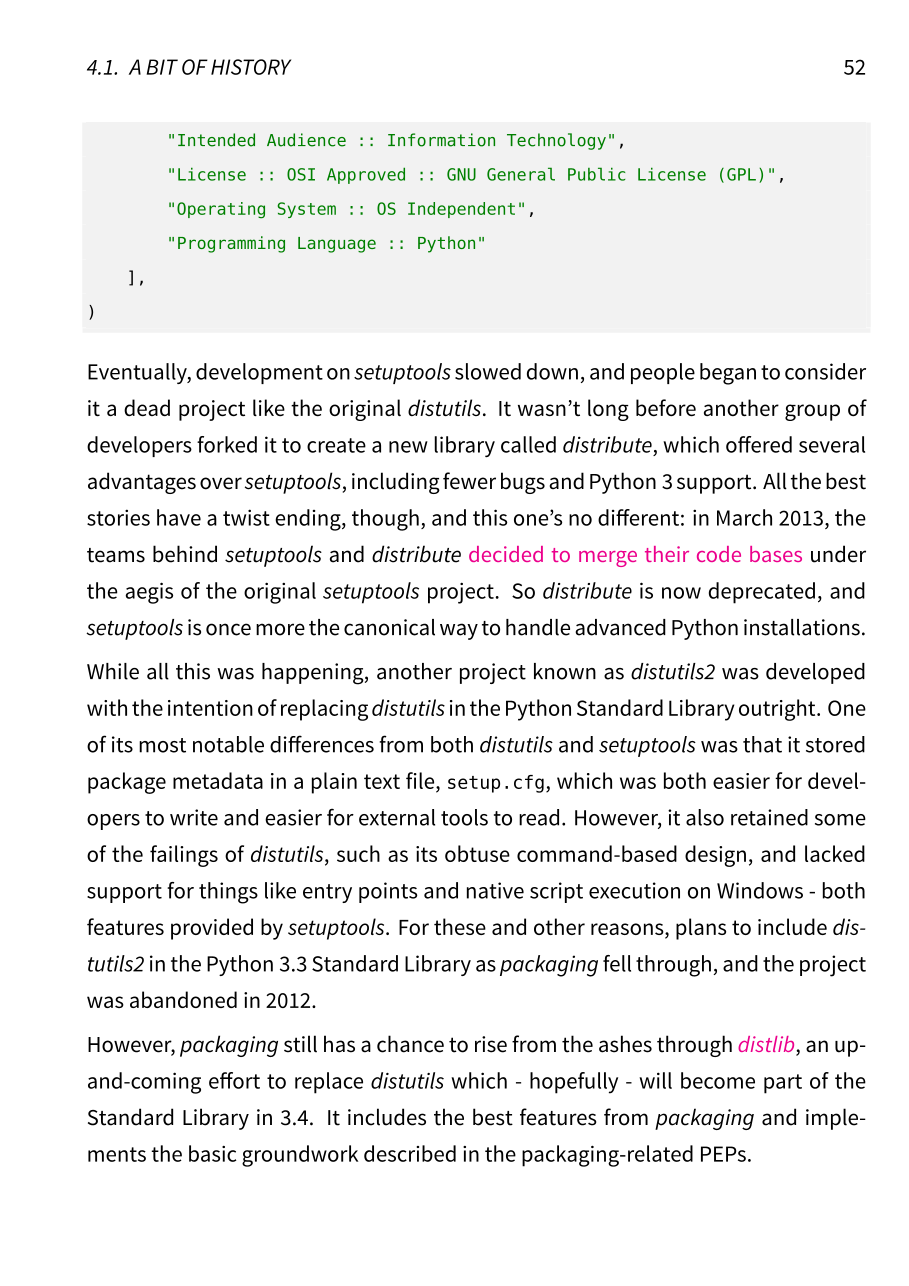 4.1. A BIT OF HISTORY 52
"Intended Audience :: Information Technology",
"License :: OSI Approved :: GNU General Public License (GPL)",
"Operating System :: OS Independent",
"Programming Language :: Python"
],
)
Eventually, development on setuptools slowed down, and people began to consider
it a dead project like the original distutils. It wasn’t long before another group of
developers forked it to create a new library called distribute, which offered several
advantages over setuptools, including fewer bugs and Python 3 support. All the best
stories have a twist ending, though, and this one’s no different: in March 2013, the
teams behind setuptools and distribute decided to merge their code bases under
the aegis of the original setuptools project. So distribute is now deprecated, and
setuptools is once more the canonical way to handle advanced Python installations.
While all this was happening, another project known as distutils2 was developed
with the intention of replacing distutils in the Python Standard Library outright. One
of its most notable differences from both distutils and setuptools was that it stored
package metadata in a plain text file, setup.cfg, which was both easier for devel-
opers to write and easier for external tools to read. However, it also retained some
of the failings of distutils, such as its obtuse command-based design, and lacked
support for things like entry points and native script execution on Windows - both
features provided by setuptools. For these and other reasons, plans to include dis-
tutils2 in the Python 3.3 Standard Library as packaging fell through, and the project
was abandoned in 2012.
However, packaging still has a chance to rise from the ashes through distlib, an up-
and-coming effort to replace distutils which - hopefully - will become part of the
Standard Library in 3.4. It includes the best features from packaging and imple-
ments the basic groundwork described in the packaging-related PEPs.